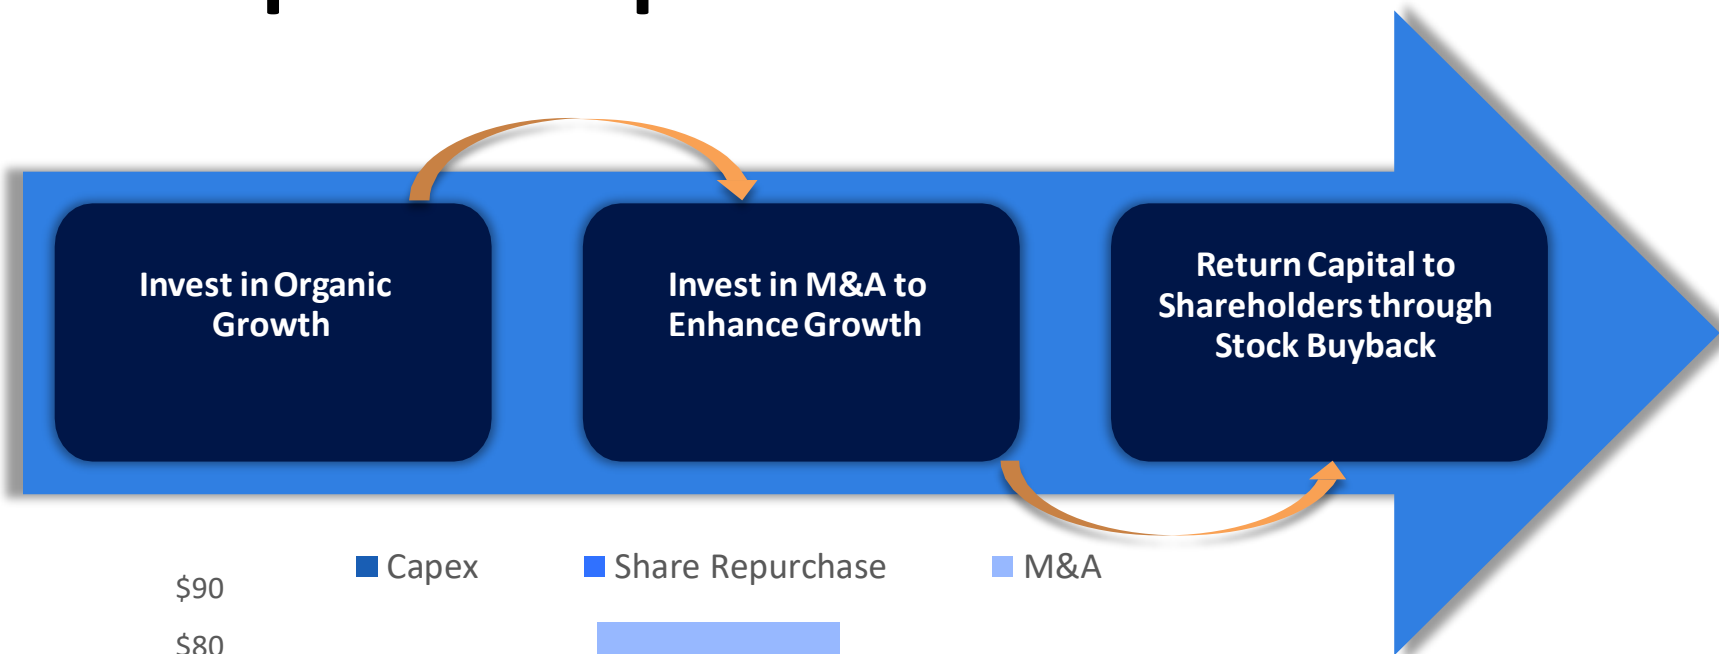 Invest in Organic
Growth
Invest in M&A to
Enhance Growth
Return Capital to
Shareholders through
Stock Buyback
Capex
Share Repurchase
M&A
$90
$80